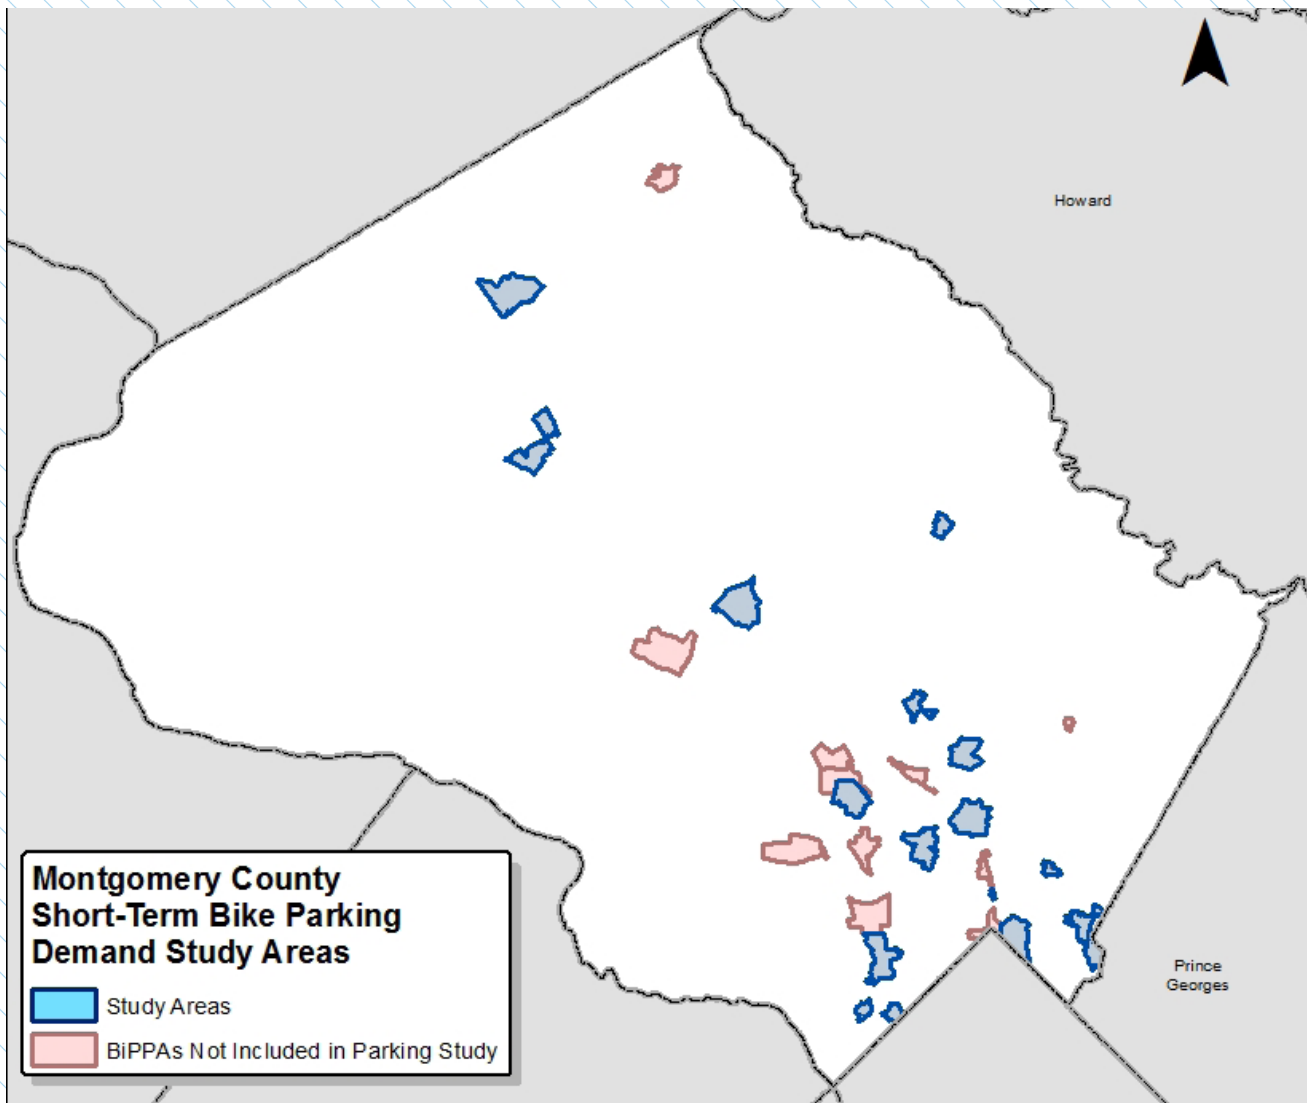 Howard
Montgomery County
Short-Term Bike Parking
Demand Study Areas
Study Areas
BiPPAs Not Included in Parking Study
Prince
Georges